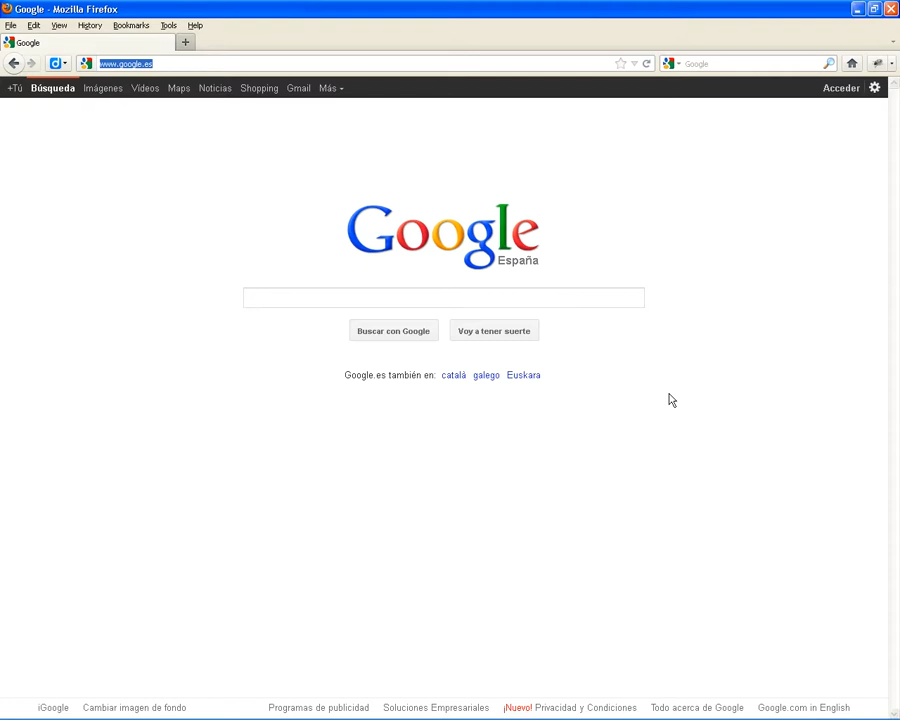 Google - Mozilla Firefox
File Edit View History Bookmarks Tools Help
Google
www.google.es
Google
+Tú Búsqueda Imágenes Vídeos Maps Noticias Shopping Gmail Más
Acceder
Google
España
Buscar con Google
Voy a tener suerte
Google.es también en: català galego Euskara
iGoogle Cambiar imagen de fondo Programas de publicidad Soluciones Empresariales ¡Nuevo! Privacidad y Condiciones Todo acerca de Google Google.com in English